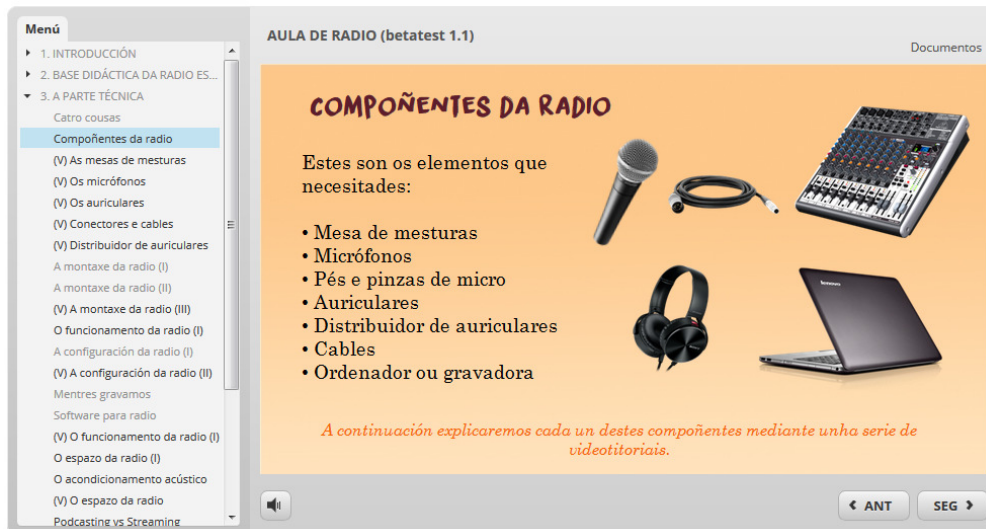 Menú
1. INTRODUCCIÓN
2. BASE DIDÁCTICA DA RADIO ES...
3. A PARTE TÉCNICA
Catro cousas
Compoñentes da radio
(V) As mesas de mesturas
(V) Os micrófonos
(V) Os auriculares
(V) Conectores e cables
(V) Distribuidor de auriculares
A montaxe da radio (I)
A montaxe da radio (II)
(V) A montaxe da radio (III)
O funcionamento da radio (I)
A configuración da radio (I)
(V) A configuración da radio (II)
Mentres gravamos
Software para radio
(V) O funcionamento da radio (I)
O espazo da radio (I)
O acondicionamento acústico
(V) O espazo da radio
Podcasting vs Streaming
AULA DE RADIO (betatest 1.1)
Documentos
COMPOÑENTES DA RADIO
Estes son os elementos que
necesitades:
• Mesa de mesturas
• Micrófonos
• Pés e pinzas de micro
• Auriculares
• Distribuidor de auriculares
• Cables
• Ordenador ou gravadora
lenovo
A continuación explicaremos cada un destes compoñentes mediante unha serie de
videotitoriais.
ANT
SEG